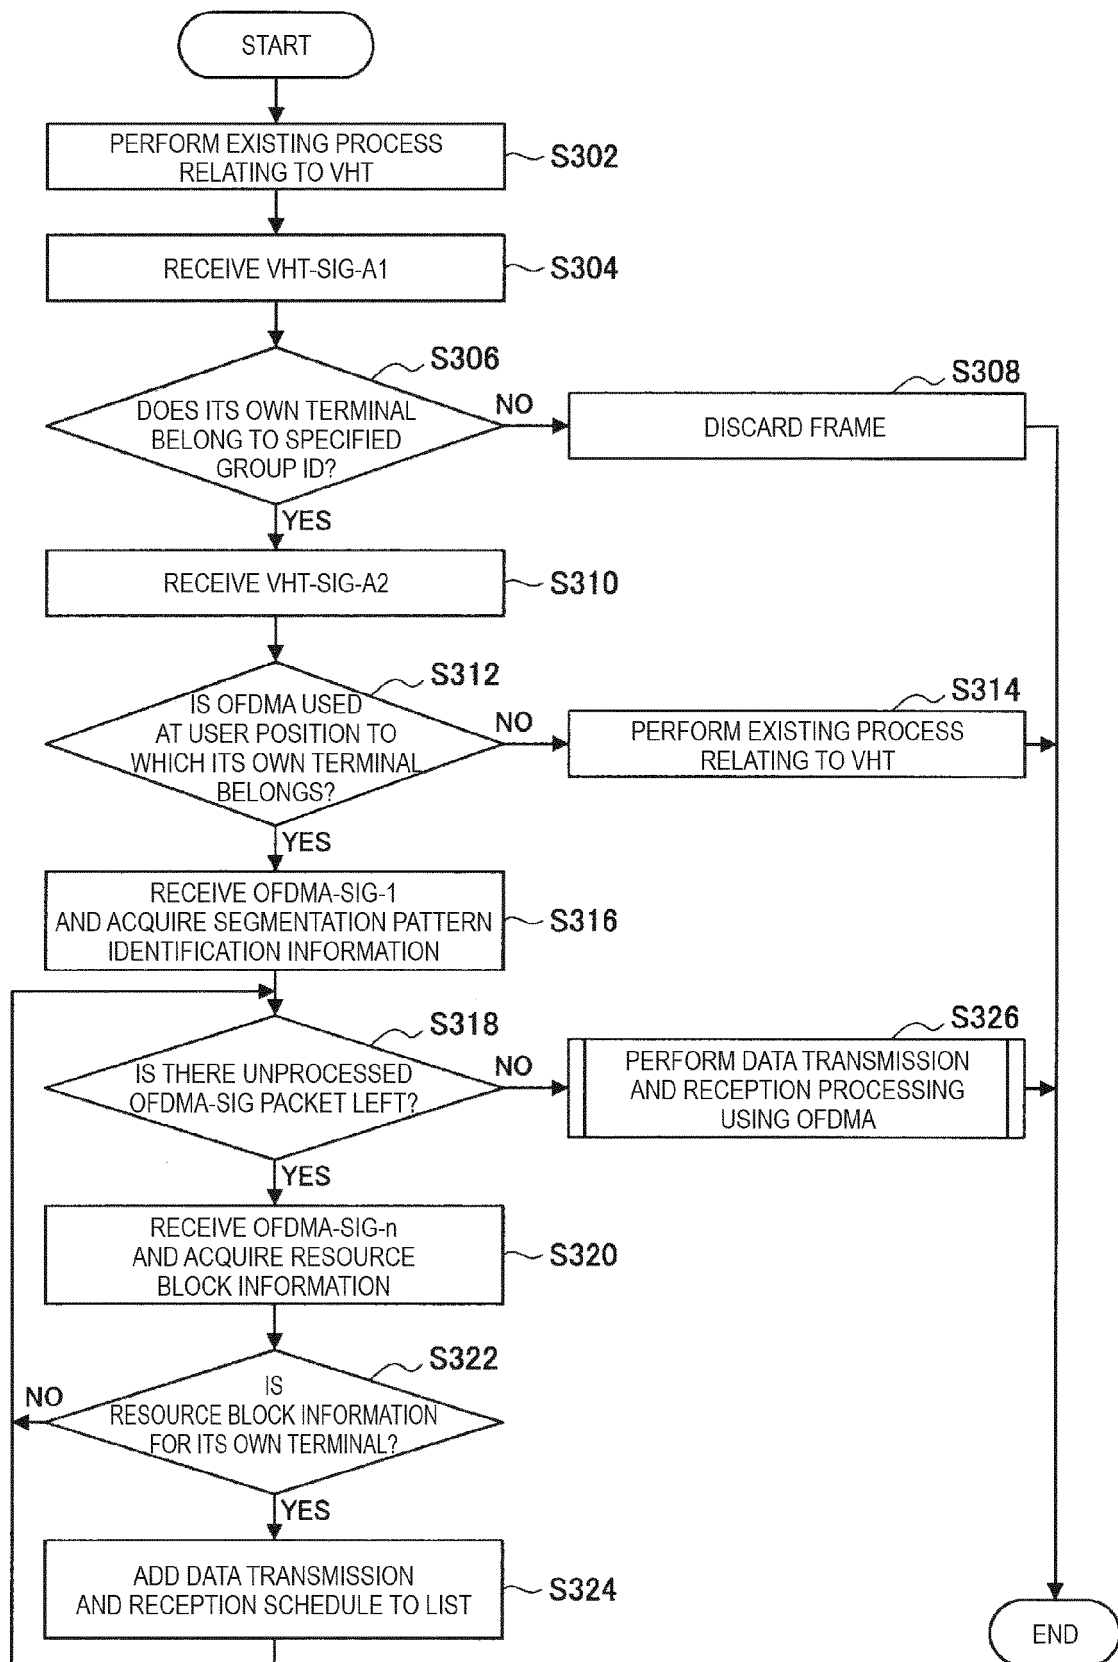 START
PERFORM EXISTING PROCESS
RELATING TO VHT
S302
RECEIVE VHT-SIG-A1
S304
S306
DOES ITS OWN TERMINAL
BELONG TO SPECIFIED
GROUP ID?
NO
S308
DISCARD FRAME
YES
RECEIVE VHT-SIG-A2
S310
S312
IS OFDMA USED
AT USER POSITION TO
WHICH ITS OWN TERMINAL
BELONGS?
NO
S314
PERFORM EXISTING PROCESS
RELATING TO VHT
YES
RECEIVE OFDMA-SIG-1
AND ACQUIRE SEGMENTATION PATTERN
IDENTIFICATION INFORMATION
S316
S318
IS THERE UNPROCESSED
OFDMA-SIG PACKET LEFT?
NO
S326
PERFORM DATA TRANSMISSION
AND RECEPTION PROCESSING
USING OFDMA
YES
RECEIVE OFDMA-SIG-n
AND ACQUIRE RESOURCE
BLOCK INFORMATION
S320
S322
IS
RESOURCE BLOCK INFORMATION
FOR ITS OWN TERMINAL?
NO
YES
ADD DATA TRANSMISSION
AND RECEPTION SCHEDULE TO LIST
S324
END